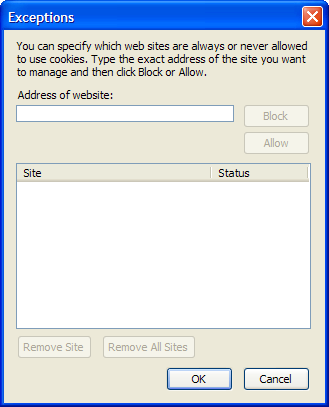 Exceptions
You can specify which web sites are always or never allowed
to use cookies. Type the exact address of the site you want
to manage and then click Block or Allow.
Address of website:
Block
Allow
Site Status
Remove Site Remove All Sites
OK Cancel